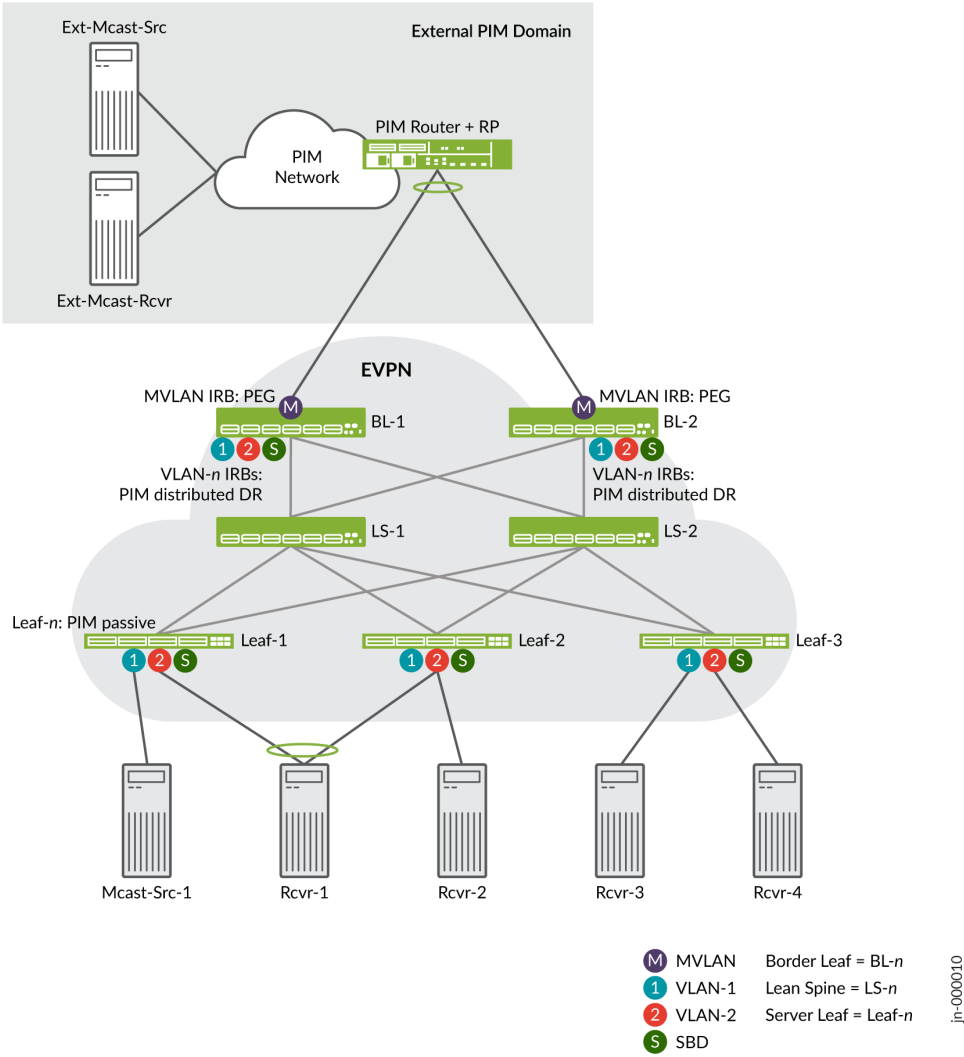 Ext-Mcast-Src
External PIM Domain
PIM Router + RP
PIM
Network
Ext-Mcast-Rcvr
EVPN
MVLAN IRB: PEG
M
BL-1
1 2 S
VLAN-n IRBs:
PIM distributed DR
M
MVLAN IRB: PEG
BL-2
1 2 S
VLAN-n IRBs:
PIM distributed DR
LS-1
LS-2
Leaf-n: PIM passive
Leaf-1
1 2 S
Leaf-2
1 2 S
Leaf-3
1 2 S
Mcast-Src-1
Rcvr-1
Rcvr-2
Rcvr-3
Rcvr-4
M MVLAN Border Leaf = BL-n
1 VLAN-1 Lean Spine = LS-n
2 VLAN-2 Server Leaf = Leaf-n
S SBD
jn-000010